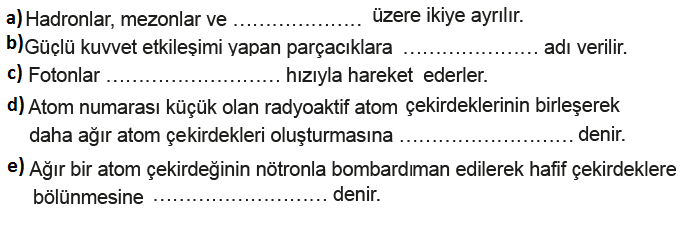 a) Hadronlar, mezonlar ve .................... üzere ikiye ayrılır.
b) Güçlü kuvvet etkileşimi yapan parçacıklara ..................... adı verilir.
c) Fotonlar ........................... hızıyla hareket ederler.
d) Atom numarası küçük olan radyoaktif atom çekirdeklerinin birleşerek
daha ağır atom çekirdekleri oluşturmasına ........................... denir.
e) Ağır bir atom çekirdeğinin nötronla bombardıman edilerek hafif çekirdeklere
bölünmesine ........................... denir.